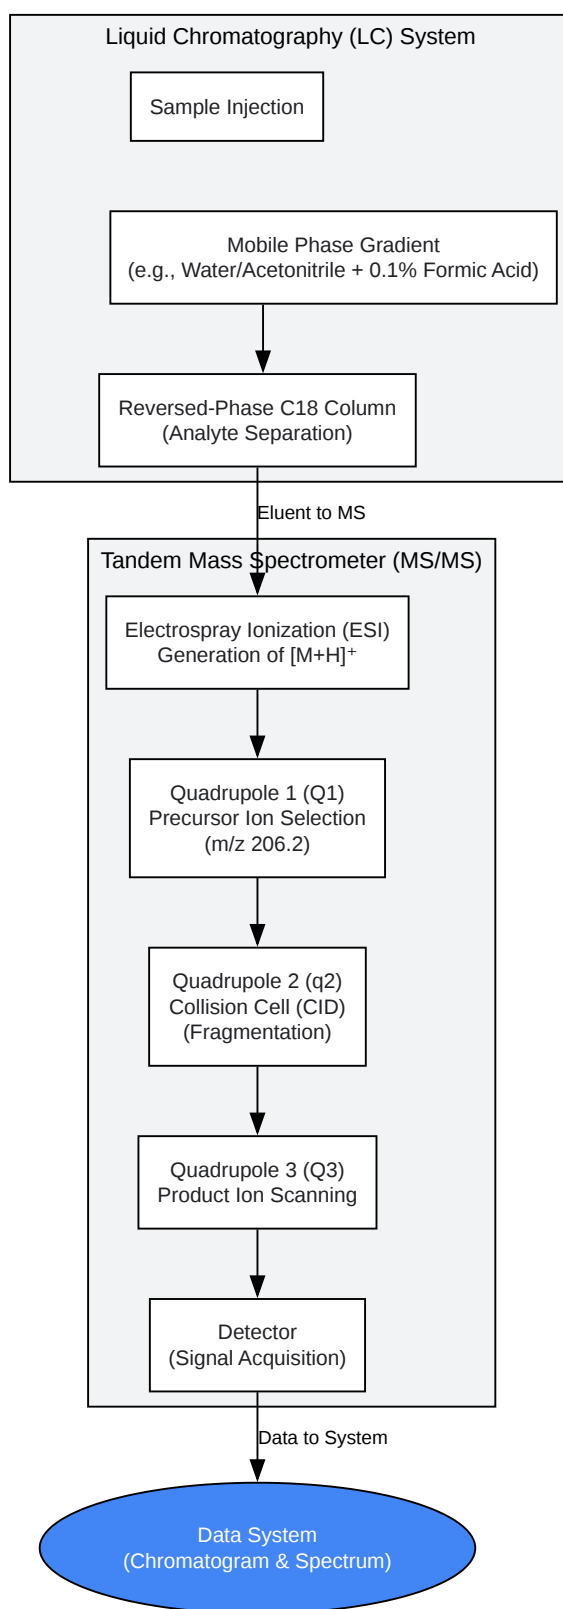 Liquid Chromatography (LC) System
Sample Injection
Mobile Phase Gradient
(e.g., Water/Acetonitrile + 0.1% Formic Acid)
Reversed-Phase C18 Column
(Analyte Separation)
Eluent to MS
Tandem Mass Spectrometer (MS/MS)
Electrospray Ionization (ESI)
Generation of [M+H]⁺
Quadrupole 1 (Q1)
Precursor Ion Selection
(m/z 206.2)
Quadrupole 2 (q2)
Collision Cell (CID)
(Fragmentation)
Quadrupole 3 (Q3)
Product Ion Scanning
Detector
(Signal Acquisition)
Data to System
Data System
(Chromatogram & Spectrum)